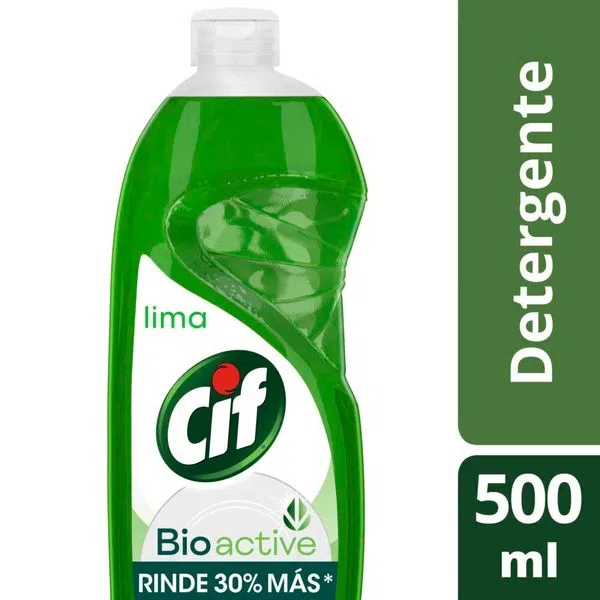 lima
Cif
Bioactive
RINDE 30% MÁS*
Detergente
500
ml